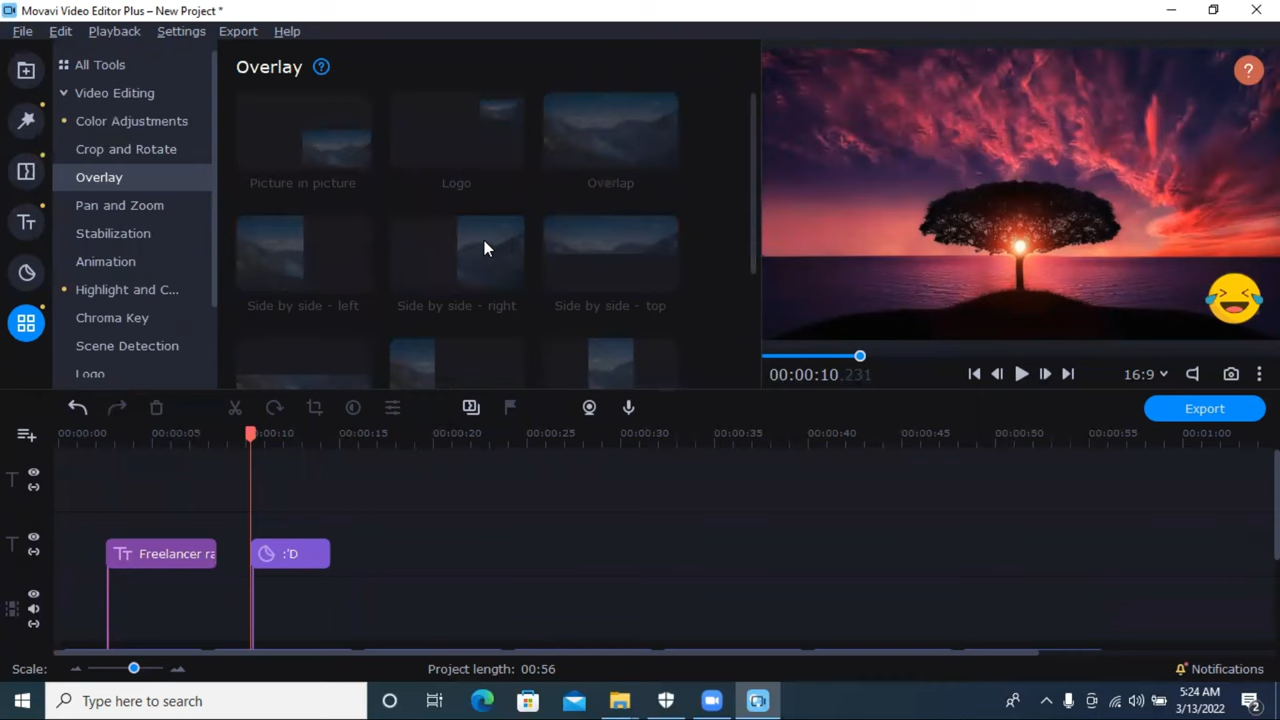 Movavi Video Editor Plus – New Project *
File Edit Playback Settings Export Help
All Tools
Video Editing
Color Adjustments
Crop and Rotate
Overlay
Pan and Zoom
Stabilization
Animation
Highlight and C...
Chroma Key
Scene Detection
Logo
Overlay ?
Picture in picture Logo Overlap
Side by side - left Side by side - right Side by side - top
?
00:00:10.231 16:9
Export
00:00:00 00:00:05 00:00:10 00:00:15 00:00:20 00:00:25 00:00:30 00:00:35 00:00:40 00:00:45 00:00:50 00:00:55 00:01:00
Tт Freelancer ra :'D
Scale: Project length: 00:56 Notifications
Type here to search
5:24 AM
3/13/2022
2